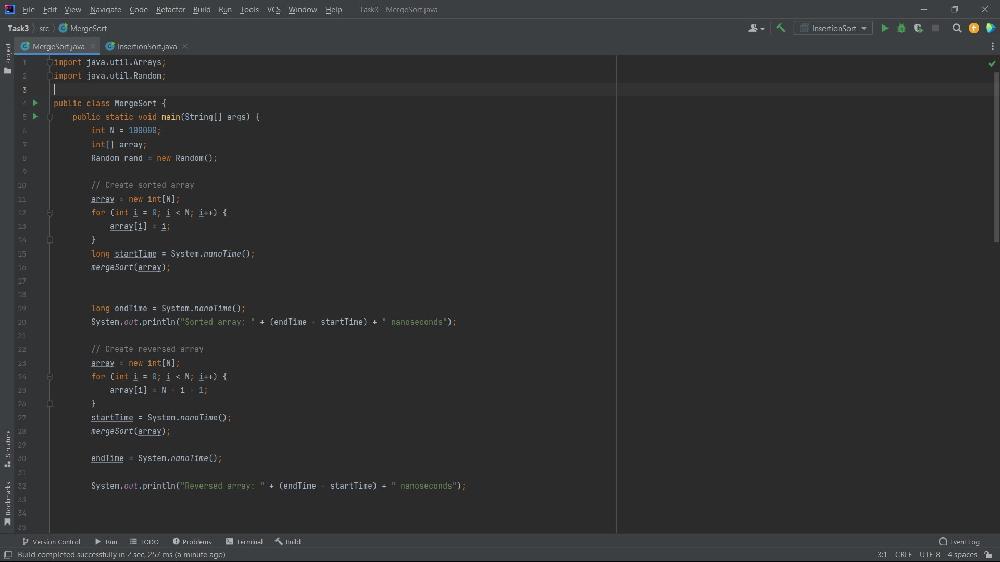 File Edit View Navigate Code Refactor Build Run Tools VCS Window Help Task3 - MergeSort.java
Task3 src MergeSort InsertionSort
MergeSort.java InsertionSort.java
Project
1 import java.util.Arrays;
2 import java.util.Random;
3
4 public class MergeSort {
5 public static void main(String[] args) {
6 int N = 100000;
7 int[] array;
8 Random rand = new Random();
9
10 // Create sorted array
11 array = new int[N];
12 for (int i = 0; i < N; i++) {
13 array[i] = i;
14 }
15 long startTime = System.nanoTime();
16 mergeSort(array);
17
18
19 long endTime = System.nanoTime();
20 System.out.println("Sorted array: " + (endTime - startTime) + " nanoseconds");
21
22 // Create reversed array
23 array = new int[N];
24 for (int i = 0; i < N; i++) {
25 array[i] = N - i - 1;
26 }
27 startTime = System.nanoTime();
28 mergeSort(array);
29
30 endTime = System.nanoTime();
31
32 System.out.println("Reversed array: " + (endTime - startTime) + " nanoseconds");
33
34
35
Structure
Bookmarks
Version Control Run TODO Problems Terminal Build Event Log
Build completed successfully in 2 sec, 257 ms (a minute ago) 3:1 CRLF UTF-8 4 spaces